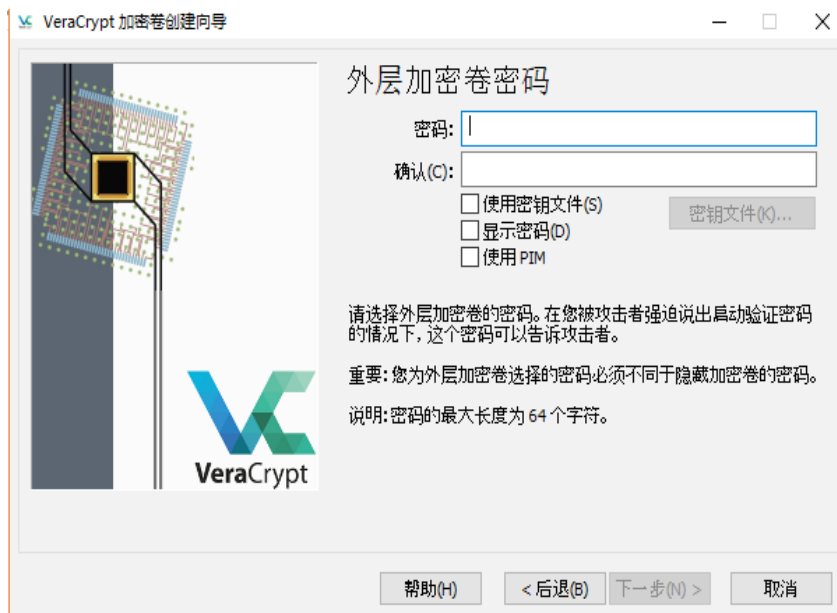 VeraCrypt 加密卷创建向导
外层加密卷密码
密码:
确认(C):
使用密钥文件(S)
密钥文件(K)...
显示密码(D)
使用 PIM
请选择外层加密卷的密码。在您被攻击者强迫说出启动验证密码
的情况下，这个密码可以告诉攻击者。
重要:您为外层加密卷选择的密码必须不同于隐藏加密卷的密码。
说明:密码的最大长度为 64 个字符。
VeraCrypt
帮助(H)
< 后退(B)
下一步(N) >
取消